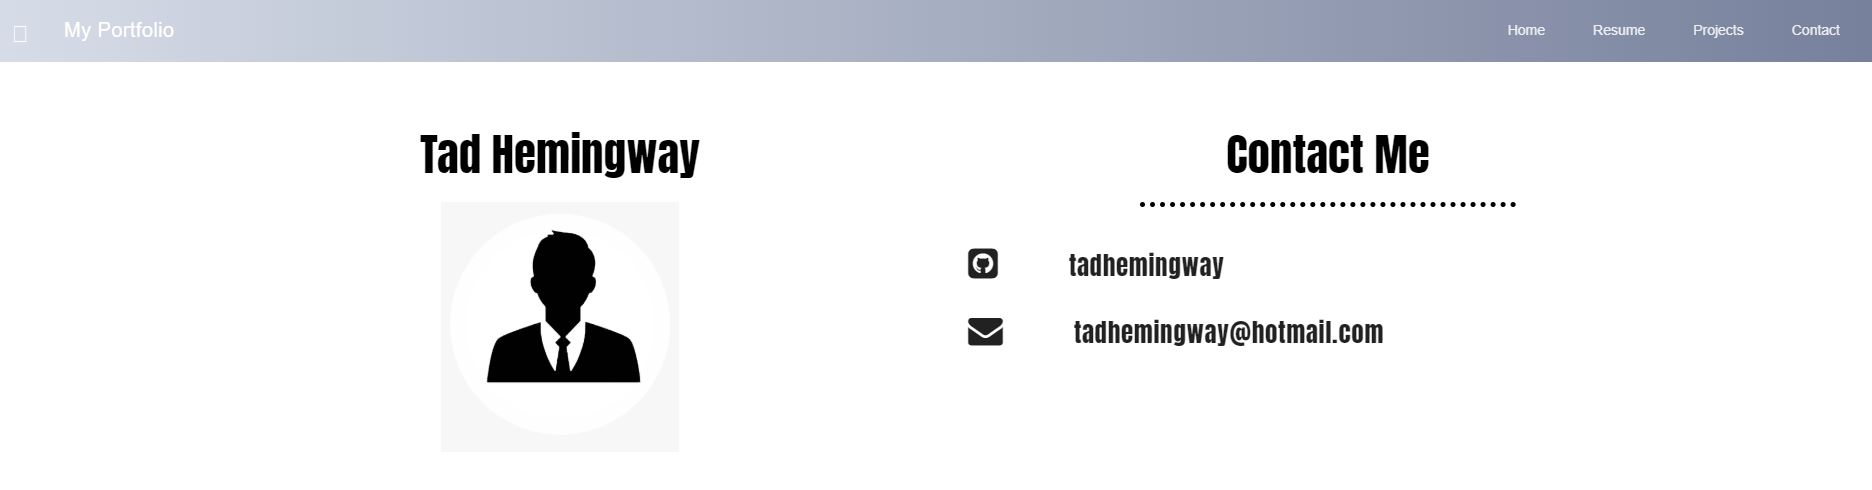 My Portfolio
Home Resume Projects Contact
Tad Hemingway
Contact Me
tadhemingway
tadhemingway@hotmail.com